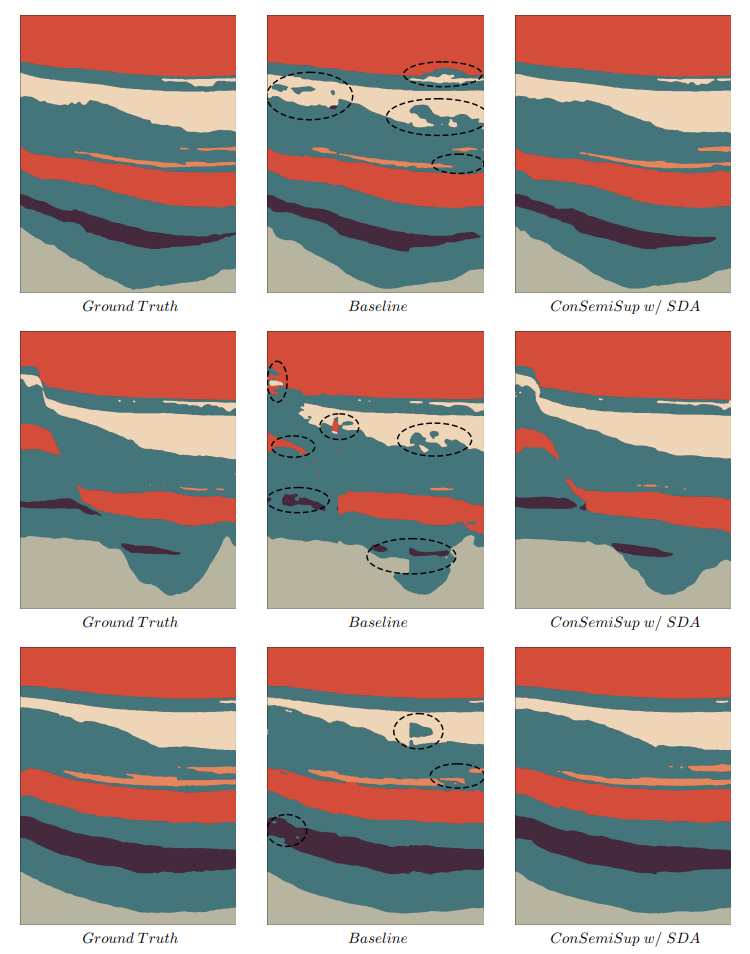 Ground Truth
Baseline
ConSemiSup w/ SDA
Ground Truth
Baseline
ConSemiSup w/ SDA
Ground Truth
Baseline
ConSemiSup w/ SDA